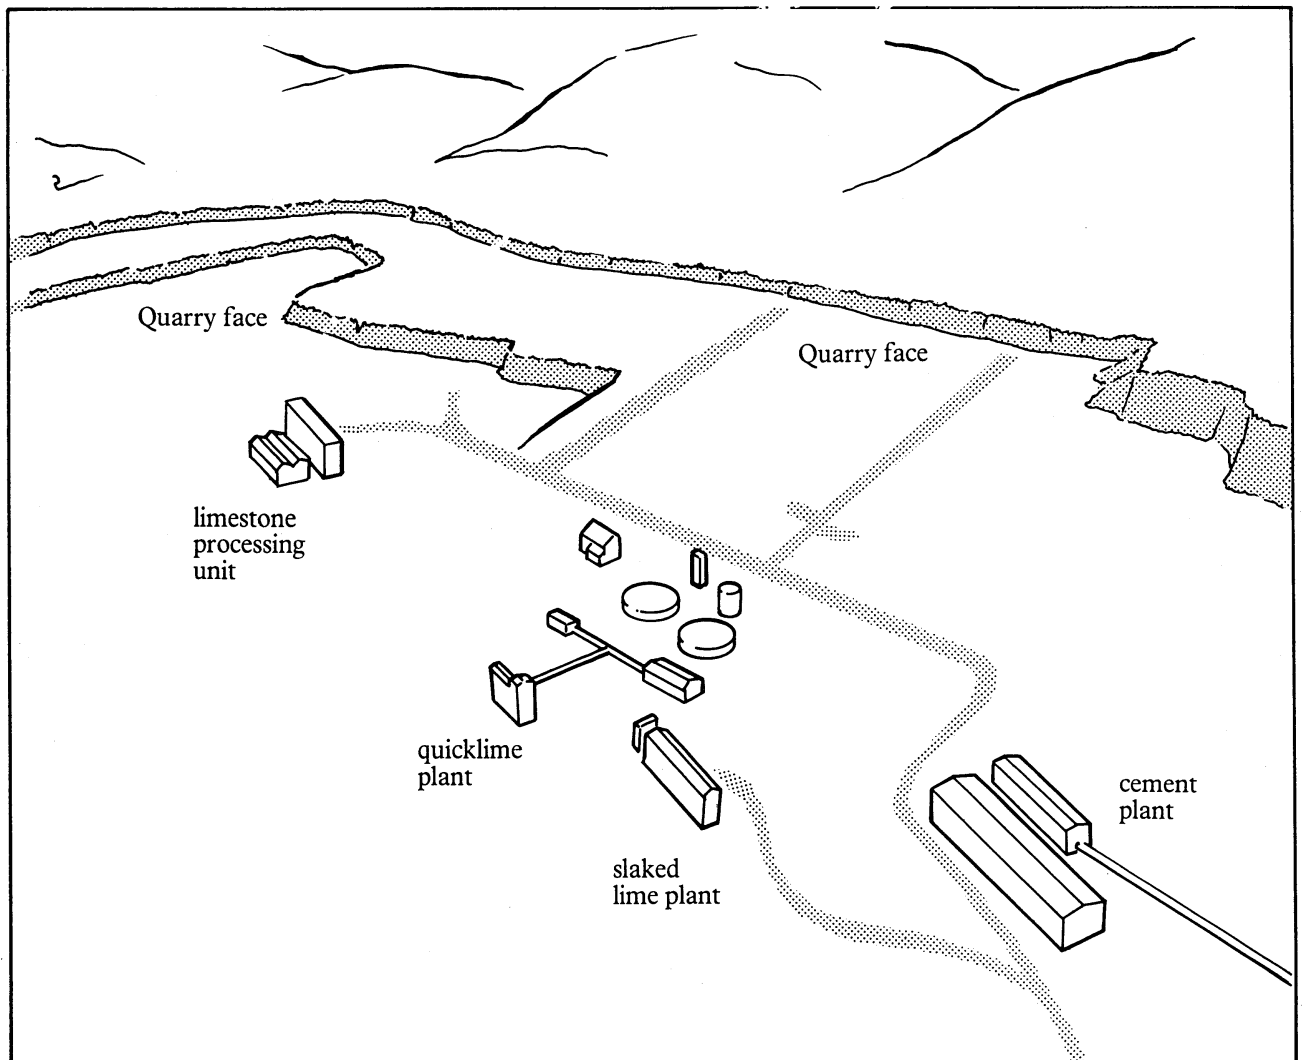 Quarry face
Quarry face
limestone
processing
unit
quicklime
plant
cement
plant
slaked
lime plant